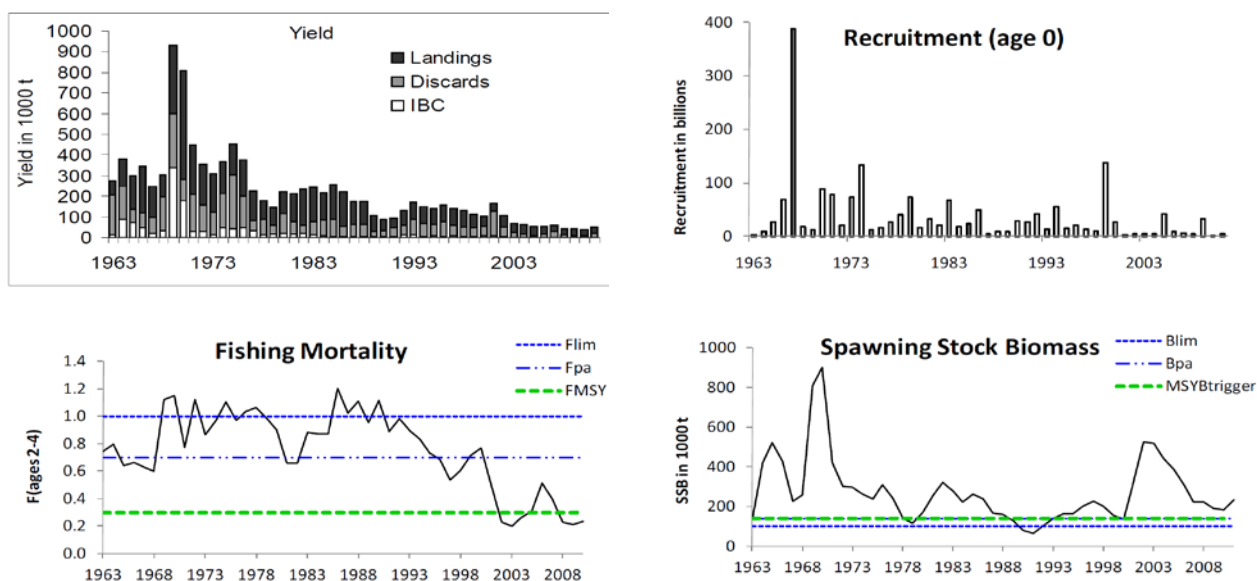 Yield
Landings
Discards
IBC
Yield in 1000 t
1000
900
800
700
600
500
400
300
200
100
0
1963 1973 1983 1993 2003
Recruitment (age 0)
Recruitment in billions
400
300
200
100
0
1963 1973 1983 1993 2003
Fishing Mortality
Flim
Fpa
FMSY
F(ages 2-4)
1.4
1.2
1.0
0.8
0.6
0.4
0.2
0.0
1963 1968 1973 1978 1983 1988 1993 1998 2003 2008
Spawning Stock Biomass
Blim
Bpa
MSYBtrigger
SSB in 1000 t
1000
800
600
400
200
0
1963 1968 1973 1978 1983 1988 1993 1998 2003 2008